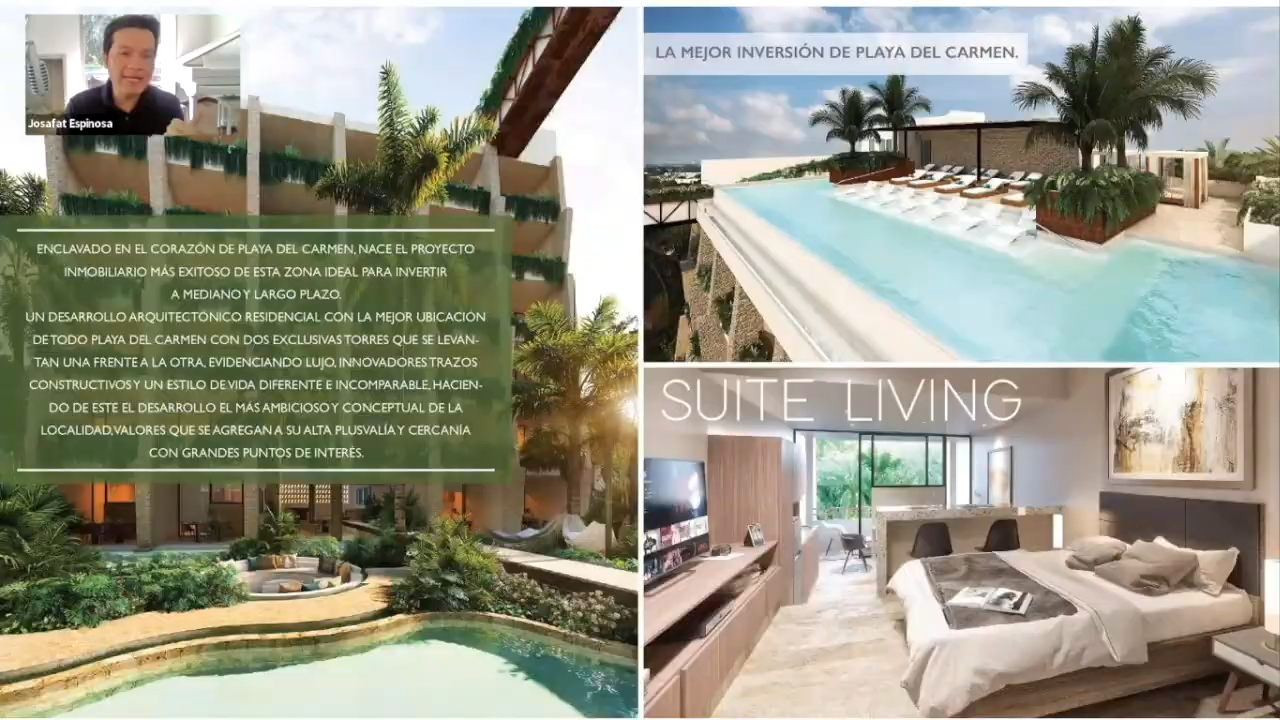 Josafat Espinosa
ENCLAVADO EN EL CORAZÓN DE PLAYA DEL CARMEN, NACE EL PROYECTO
INMOBILIARIO MÁS EXITOSO DE ESTA ZONA IDEAL PARA INVERTIR
A MEDIANO Y LARGO PLAZO.
UN DESARROLLO ARQUITECTÓNICO RESIDENCIAL CON LA MEJOR UBICACIÓN
DE TODO PLAYA DEL CARMEN CON DOS EXCLUSIVAS TORRES QUE SE LEVAN-
TAN UNA FRENTE A LA OTRA, EVIDENCIANDO LUJO, INNOVADORES TRAZOS
CONSTRUCTIVOS Y UN ESTILO DE VIDA DIFERENTE E INCOMPARABLE, HACIEN-
DO DE ESTE EL DESARROLLO EL MÁS AMBICIOSO Y CONCEPTUAL DE LA
LOCALIDAD, VALORES QUE SE AGREGAN A SU ALTA PLUSVALÍA Y CERCANÍA
CON GRANDES PUNTOS DE INTERÉS.
LA MEJOR INVERSIÓN DE PLAYA DEL CARMEN.
SUITE LIVING